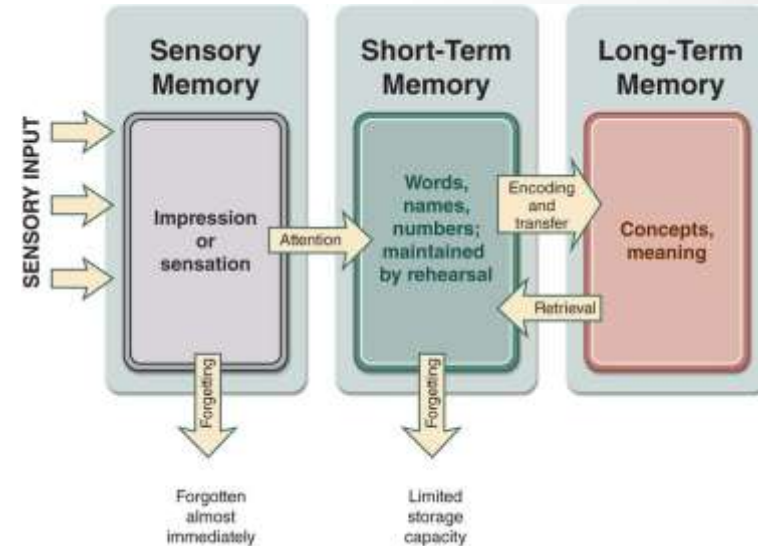 Sensory
Memory
Short-Term
Memory
Long-Term
Memory
SENSORY INPUT
Impression
or
sensation
Attention
Words,
names,
numbers;
maintained
by rehearsal
Encoding
and
transfer
Concepts,
meaning
Retrieval
Forgetting
Forgetting
Forgotten
almost
immediately
Limited
storage
capacity